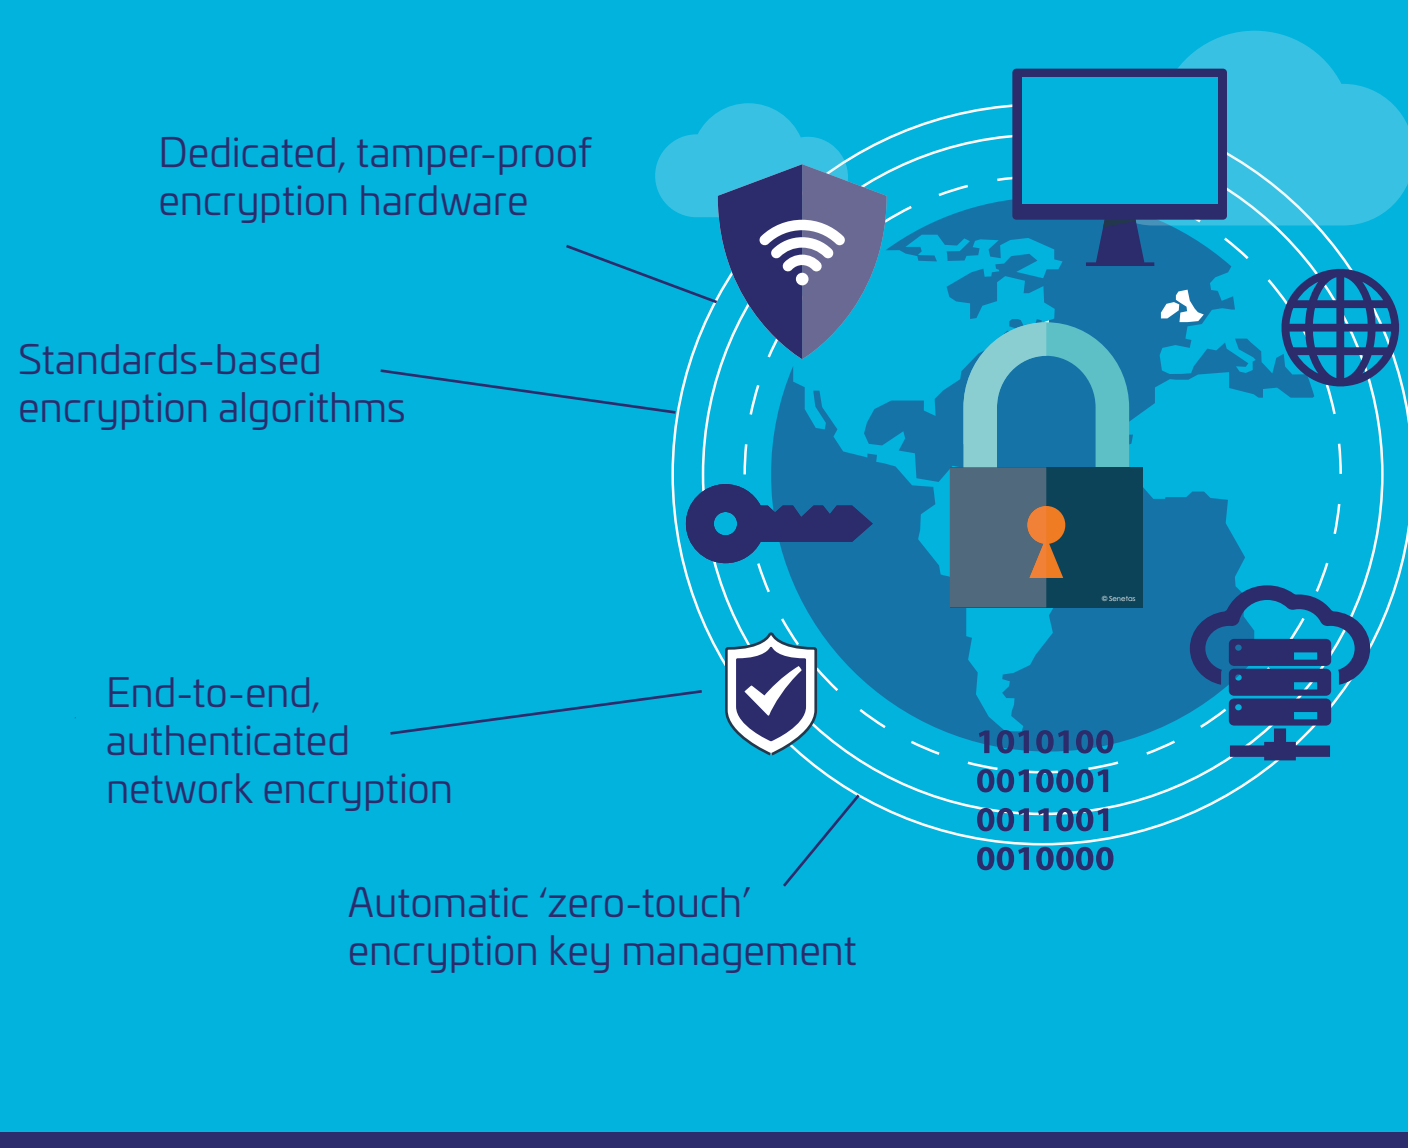 Dedicated, tamper-proof
encryption hardware
Standards-based
encryption algorithms
© Senetas
End-to-end,
authenticated
network encryption
1010100
0010001
0011001
0010000
Automatic ‘zero-touch’
encryption key management